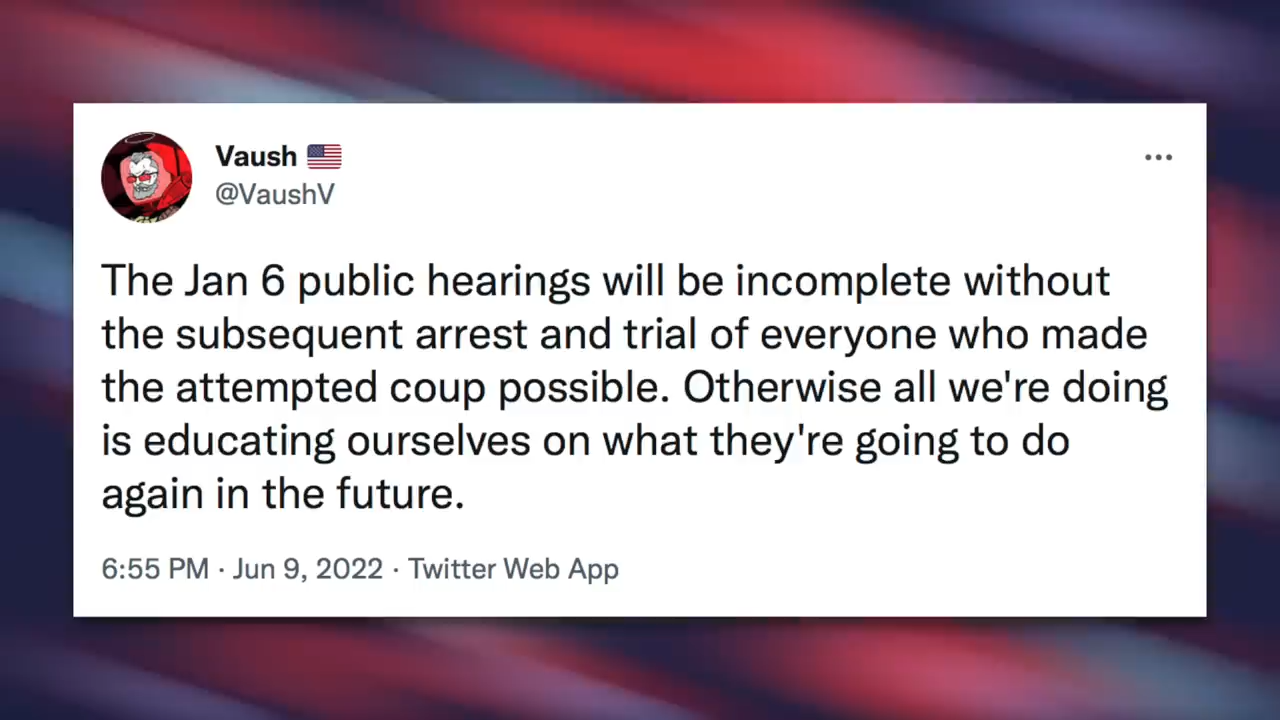 Vaush 🇺🇸
@VaushV
The Jan 6 public hearings will be incomplete without
the subsequent arrest and trial of everyone who made
the attempted coup possible. Otherwise all we're doing
is educating ourselves on what they're going to do
again in the future.
6:55 PM · Jun 9, 2022 · Twitter Web App